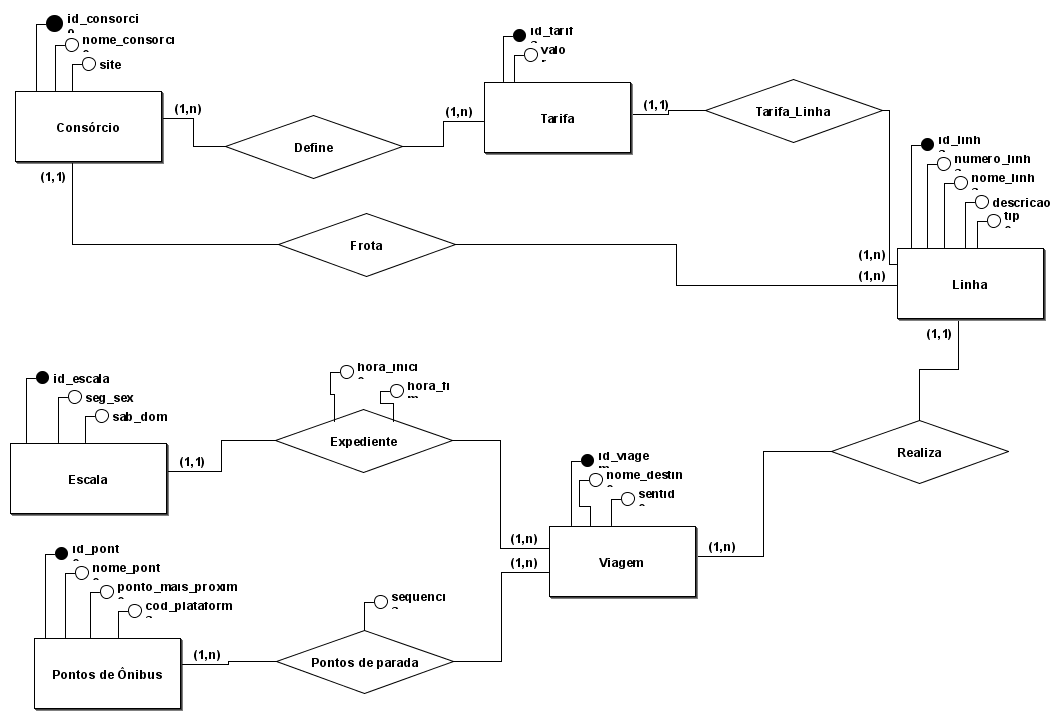 id_consorci
nome_consorci
site
Consórcio
(1,n)
(1,1)
Define
(1,n)
id_tarif
valo
r
Tarifa
(1,1)
Tarifa_Linha
id_linh
numero_linh
nome_linh
descricao
tip
(1,n)
(1,n)
Linha
(1,1)
Frota
Realiza
id_escala
seg_sex
sab_dom
Escala
(1,1)
hora_inici
hora_fi
m
Expediente
id_viage
m
nome_destin
sentid
(1,n)
(1,n)
Viagem
(1,n)
id_pont
nome_pont
ponto_mais_proxim
cod_plataform
Pontos de Ônibus
(1,n)
sequenci
Pontos de parada